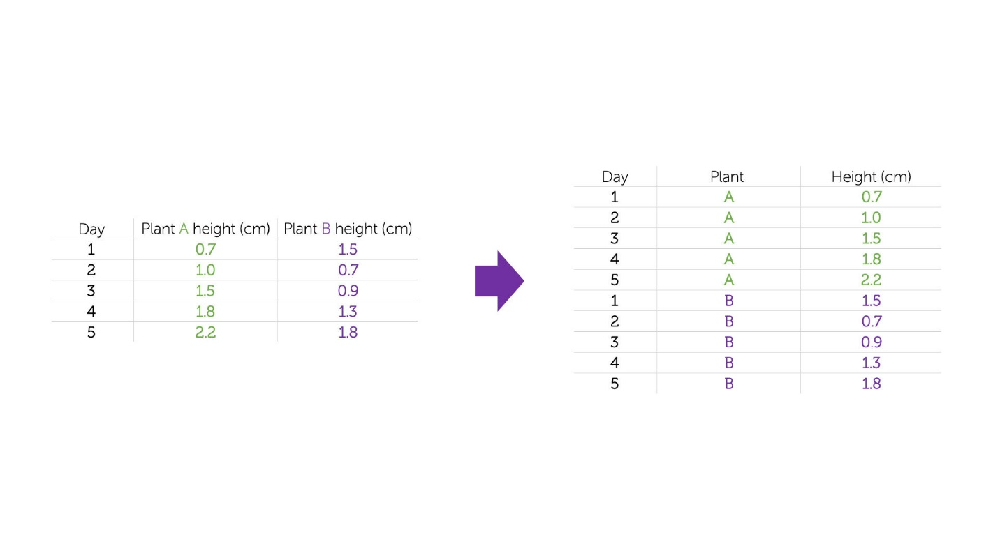 Day Plant A height (cm) Plant B height (cm)
1 0.7 1.5
2 1.0 0.7
3 1.5 0.9
4 1.8 1.3
5 2.2 1.8
Day Plant Height (cm)
1 A 0.7
2 A 1.0
3 A 1.5
4 A 1.8
5 A 2.2
1 B 1.5
2 B 0.7
3 B 0.9
4 B 1.3
5 B 1.8